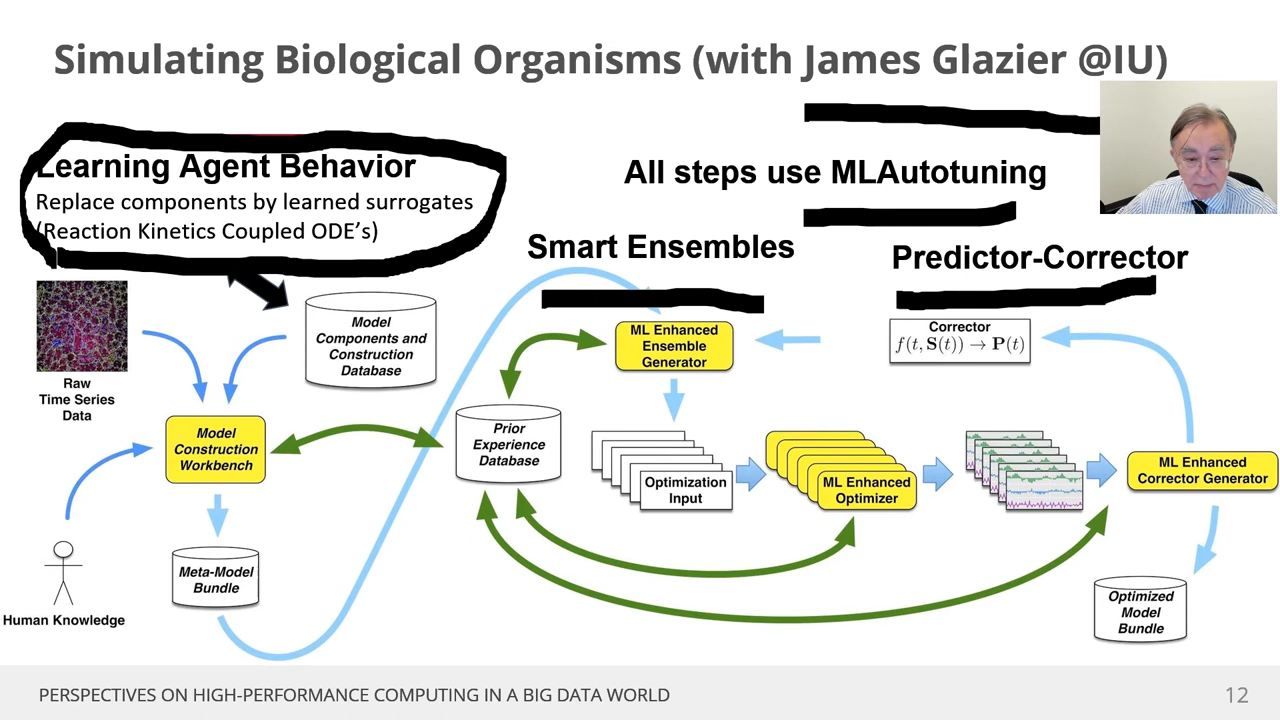 Simulating Biological Organisms (with James Glazier @IU)
Learning Agent Behavior
Replace components by learned surrogates
(Reaction Kinetics Coupled ODE's)
All steps use MLAutotuning
Smart Ensembles
Predictor-Corrector
Raw
Time Series
Data
Model
Components and
Construction
Database
Model
Construction
Workbench
Human Knowledge
Meta-Model
Bundle
Prior
Experience
Database
ML Enhanced
Ensemble
Generator
Optimization
Input
ML Enhanced
Optimizer
Corrector
f(t, S(t)) → P(t)
ML Enhanced
Corrector Generator
Optimized
Model
Bundle
PERSPECTIVES ON HIGH-PERFORMANCE COMPUTING IN A BIG DATA WORLD
12